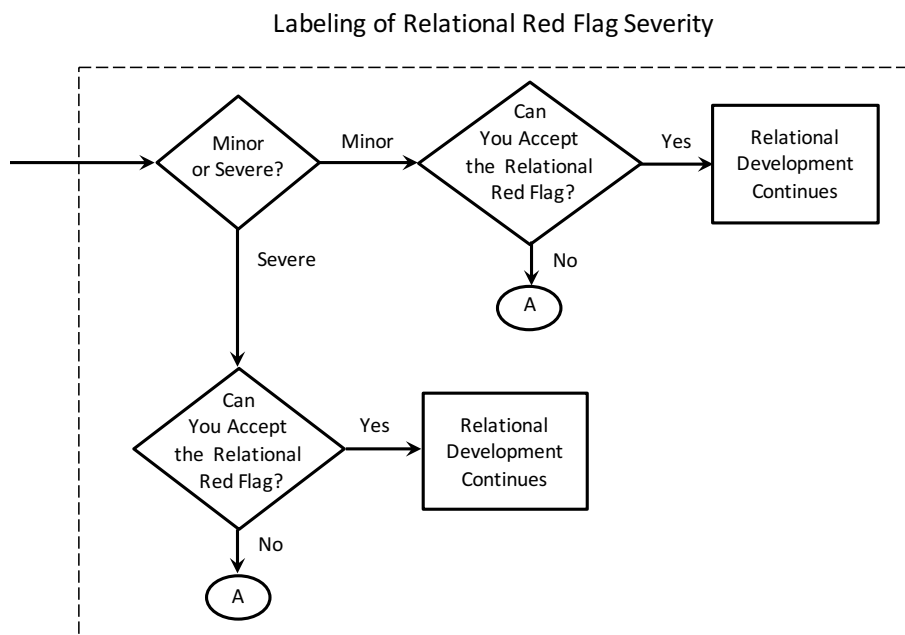 Labeling of Relational Red Flag Severity
Minor
or Severe?
Minor
Can
You Accept
the Relational
Red Flag?
Yes
Relational
Development
Continues
No
A
Severe
Can
You Accept
the Relational
Red Flag?
Yes
Relational
Development
Continues
No
A